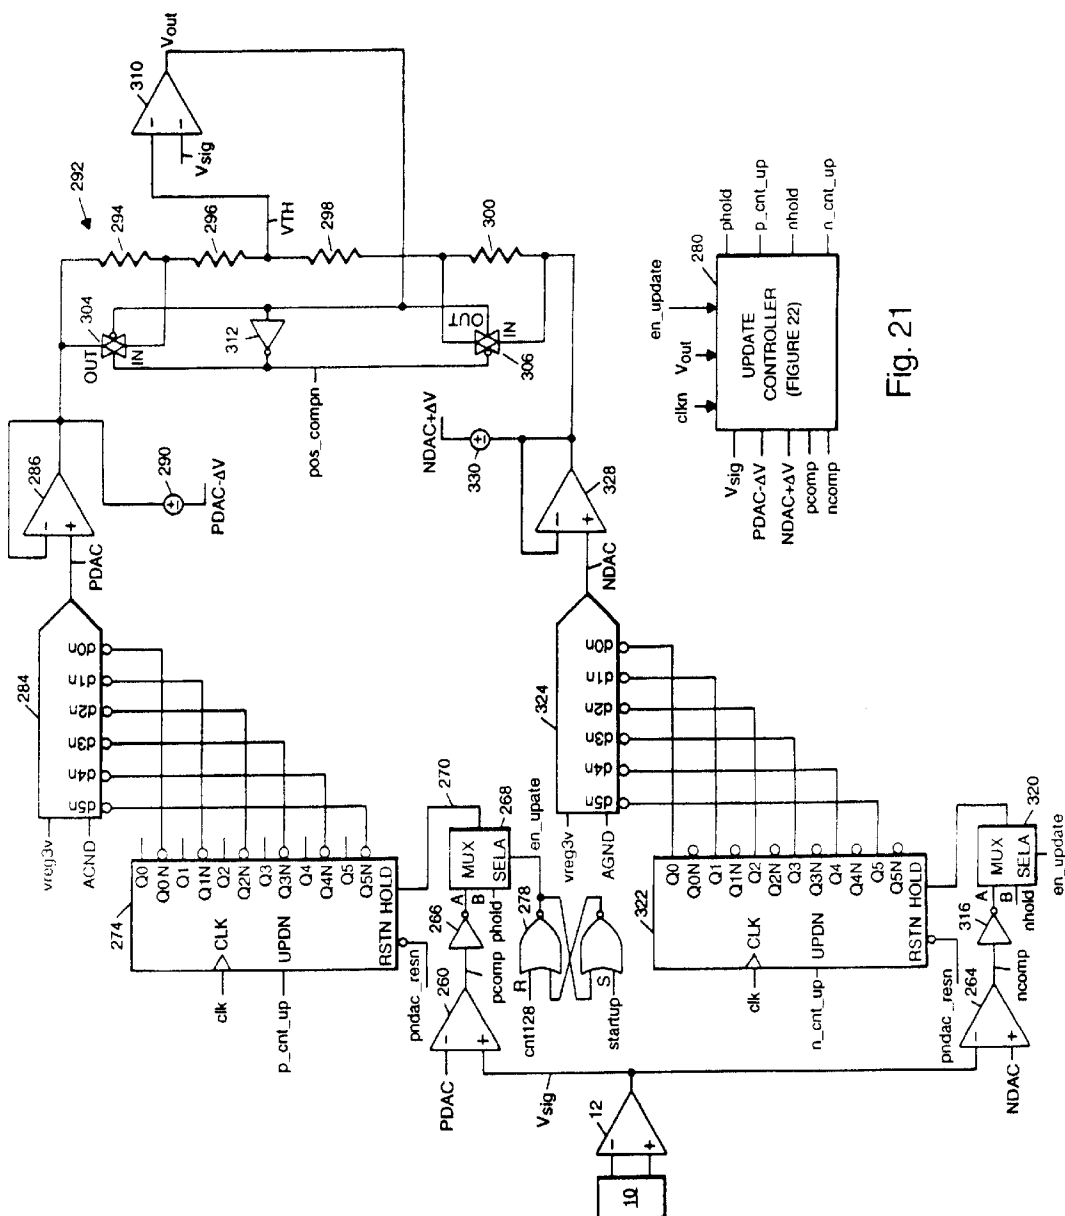 292
294
296
VTH
298
300
310
Vout
Vsig
OUT
304
IN
312
OUT
IN
306
pos_compn
286
290
PDAC-ΔV
PDAC
NDAC+ΔV
330
328
NDAC
284
vreg3v
ACND
d5n
d4n
d3n
d2n
d1n
d0n
324
vreg3v
AGND
d5n
d4n
d3n
d2n
d1n
d0n
274
Q0
Q0N
Q1
Q1N
Q2
Q2N
Q3
Q3N
Q4
Q4N
Q5
Q5N
CLK
UPDN
RSTN
HOLD
clk
p_cnt_up
pndac_resn
270
268
MUX
SELA
A
B
266
phold
pcomp
260
PDAC
en_upate
278
R
S
cnt128
startup
322
Q0
Q0N
Q1
Q1N
Q2
Q2N
Q3
Q3N
Q4
Q4N
Q5
Q5N
CLK
UPDN
RSTN
HOLD
clk
n_cnt_up
pndac_resn
320
MUX
SELA
A
B
316
nhold
en_update
ncomp
264
NDAC
Vsig
12
10
280
clkn
Vout
en_update
UPDATE
CONTROLLER
(FIGURE 22)
Vsig
PDAC-ΔV
NDAC+ΔV
pcomp
ncomp
phold
p_cnt_up
nhold
n_cnt_up
Fig. 21